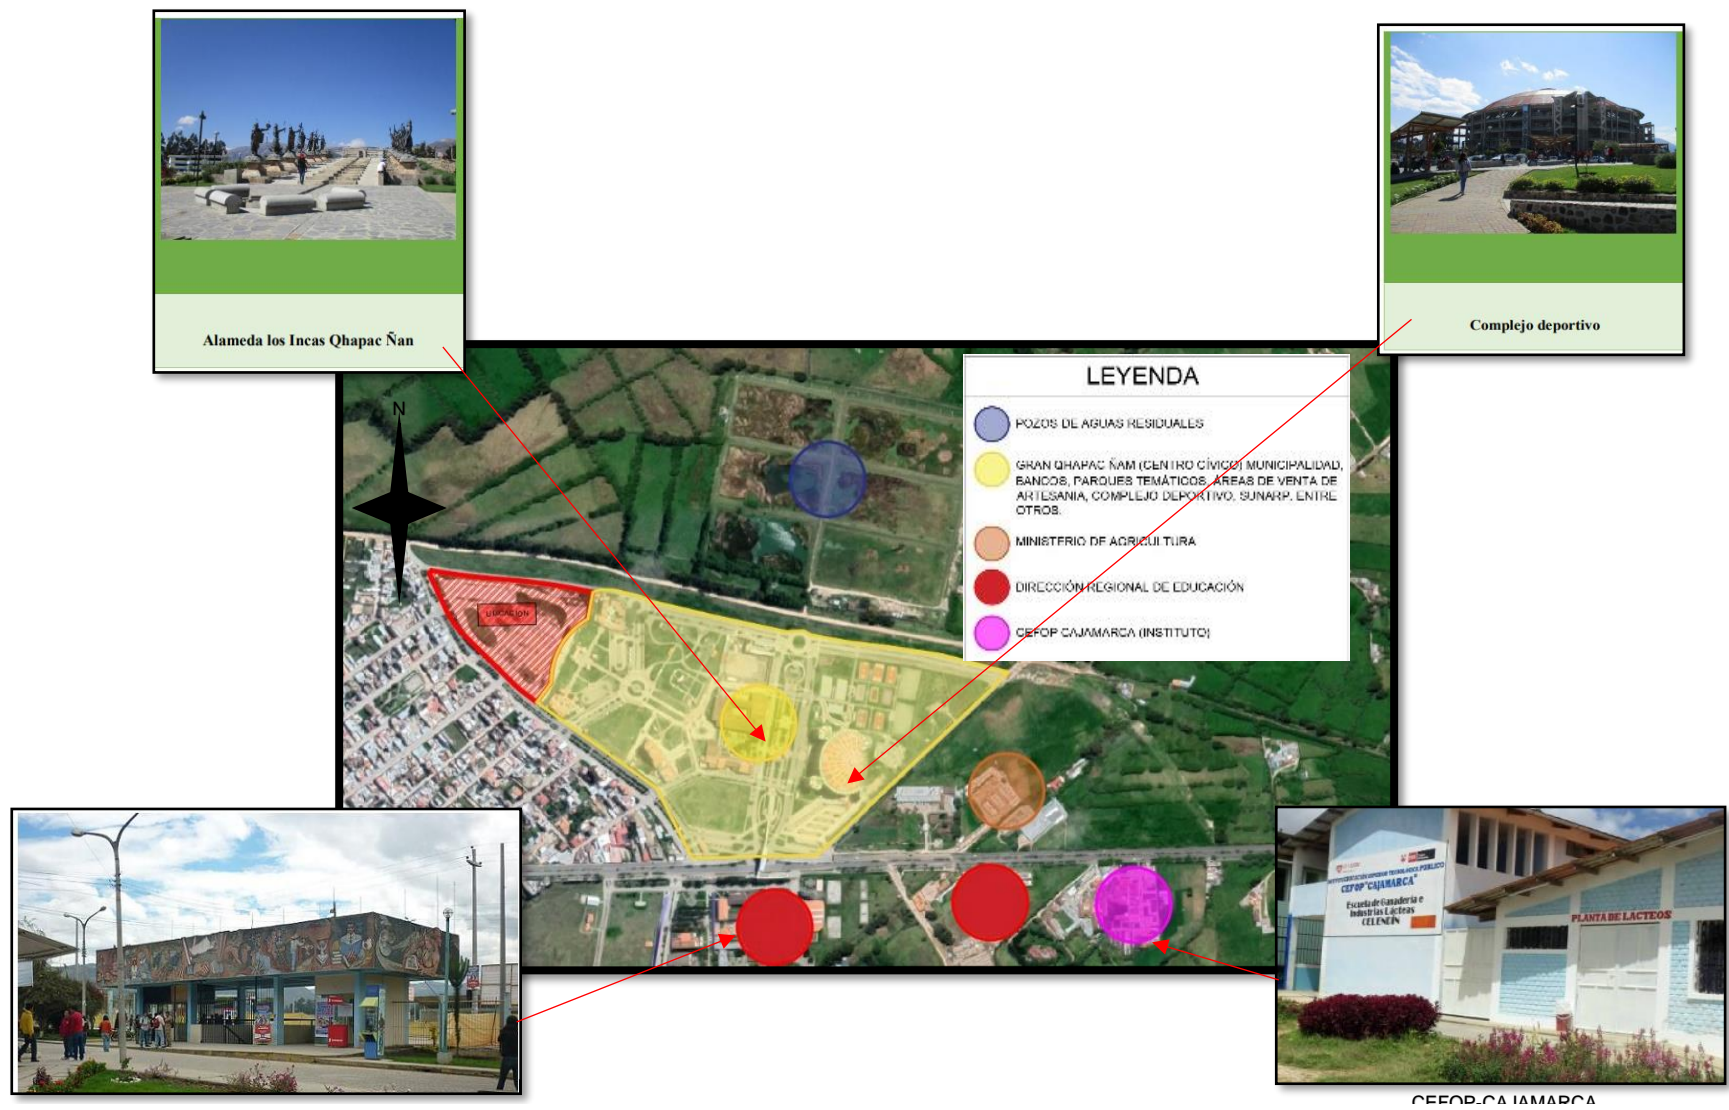 Alameda los Incas Qhapac Ñan
Complejo deportivo
N
LEYENDA
POZOS DE AGUAS RESIDUALES
GRAN QHAPAC ÑAM (CENTRO CÍVICO) MUNICIPALIDAD,
BANCOS, PARQUES TEMÁTICOS, ÁREAS DE VENTA DE
ARTESANIA, COMPLEJO DEPORTIVO, SUNARP, ENTRE
OTROS.
MINISTERIO DE AGRICULTURA
DIRECCIÓN REGIONAL DE EDUCACIÓN
CEFOP CAJAMARCA (INSTITUTO)
UBICACIÓN
PÚBLICO
CEFOP "CAJAMARCA"
Escuela de Ganadería e
Industrias Lácteas
CELENDÍN
PLANTA DE LACTEOS
CEFOP-CAJAMARCA